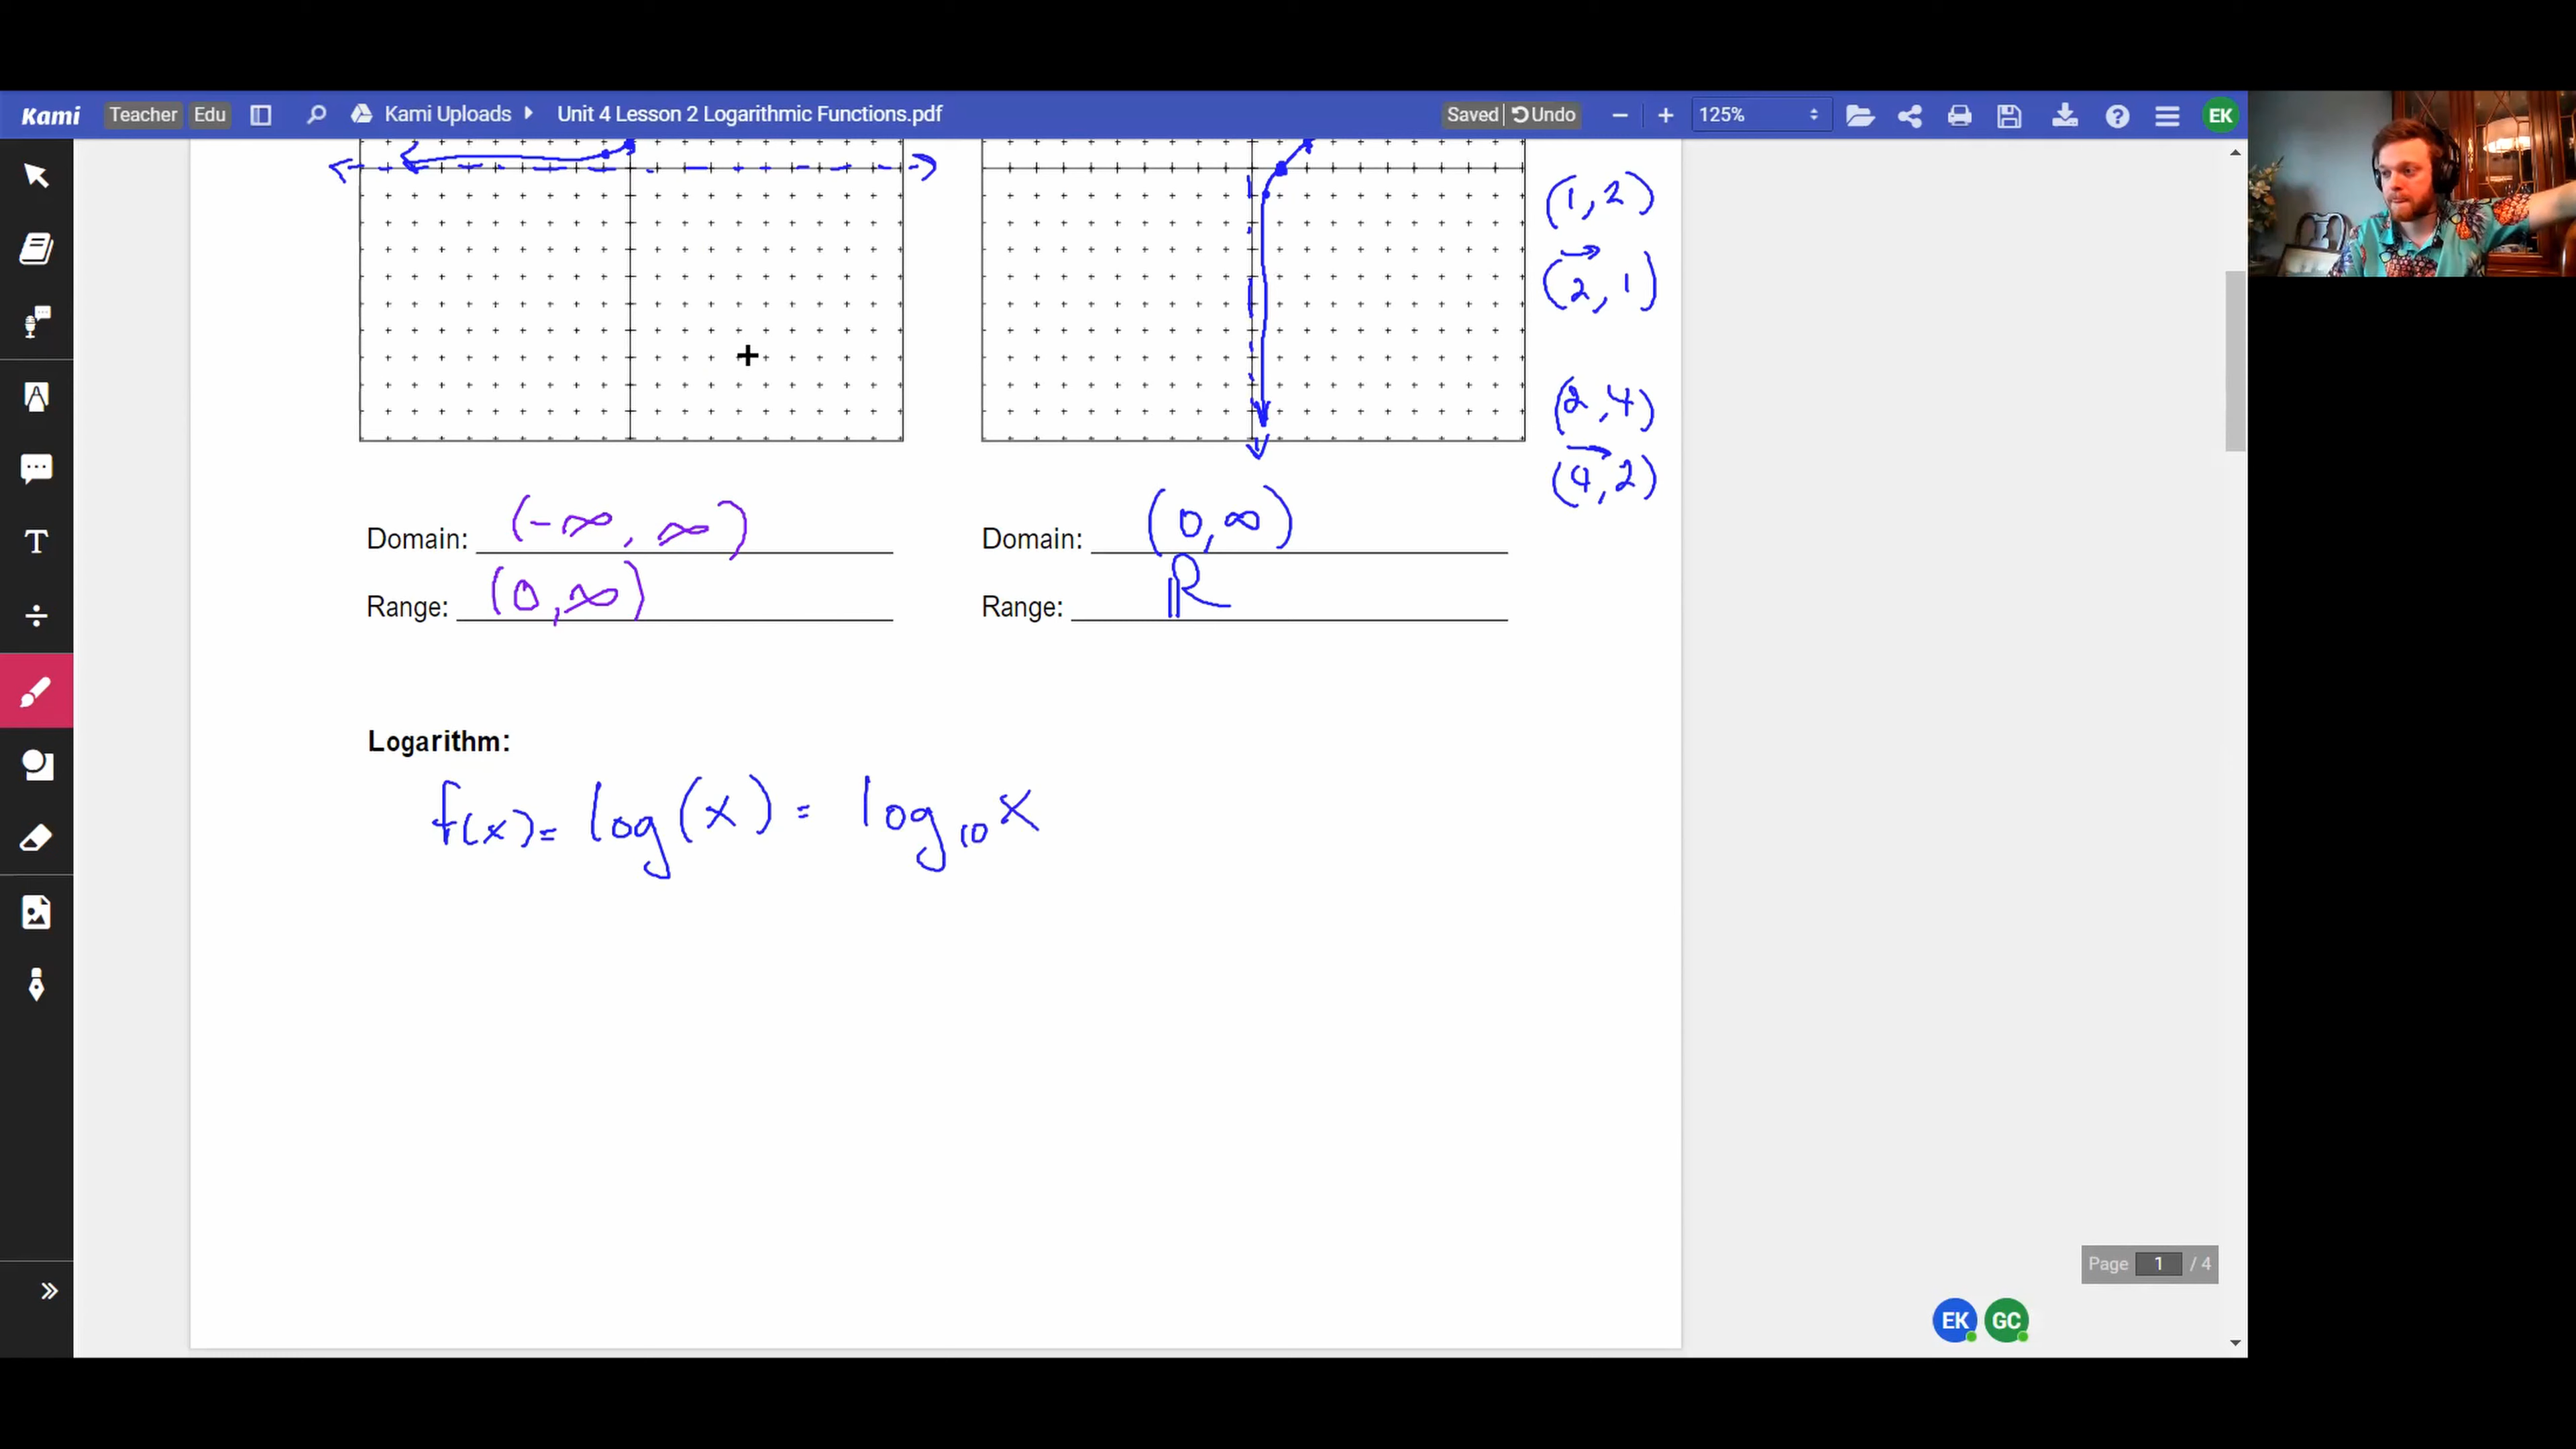 Kami Teacher Edu Kami Uploads Unit 4 Lesson 2 Logarithmic Functions.pdf Saved Undo 125% EK
(1, 2)
(2, 1)
(2, 4)
(4, 2)
Domain: (-∞, ∞)
Range: (0, ∞)
Domain: (0, ∞)
Range: ℝ
Logarithm:
f(x) = log(x) = log₁₀ x
Page 1 / 4
EK GC